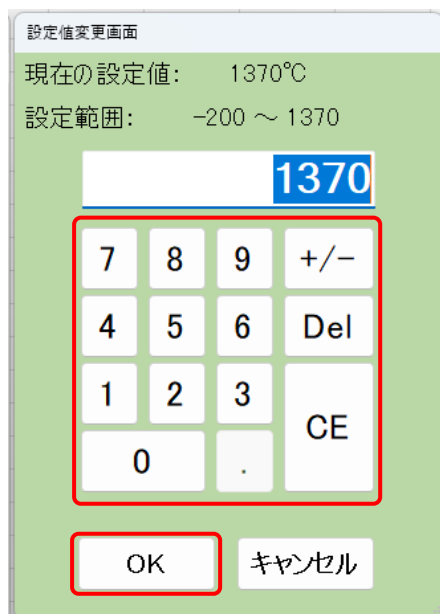 設定値変更画面
現在の設定値: 1370℃
設定範囲: -200 ～ 1370
1370
7 8 9 +/-
4 5 6 Del
1 2 3
CE
0 .
OK キャンセル